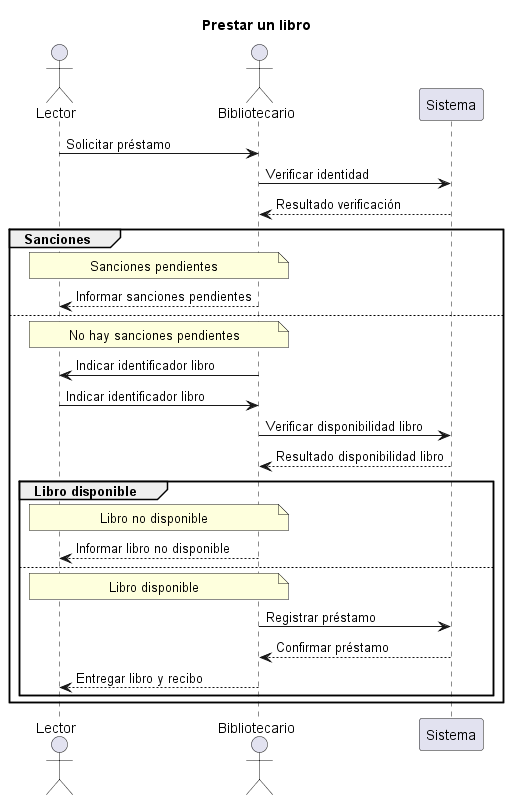 Prestar un libro
Lector
Bibliotecario
Sistema
Solicitar préstamo
Verificar identidad
Resultado verificación
Sanciones
Sanciones pendientes
Informar sanciones pendientes
No hay sanciones pendientes
Indicar identificador libro
Indicar identificador libro
Verificar disponibilidad libro
Resultado disponibilidad libro
Libro disponible
Libro no disponible
Informar libro no disponible
Libro disponible
Registrar préstamo
Confirmar préstamo
Entregar libro y recibo
Lector
Bibliotecario
Sistema